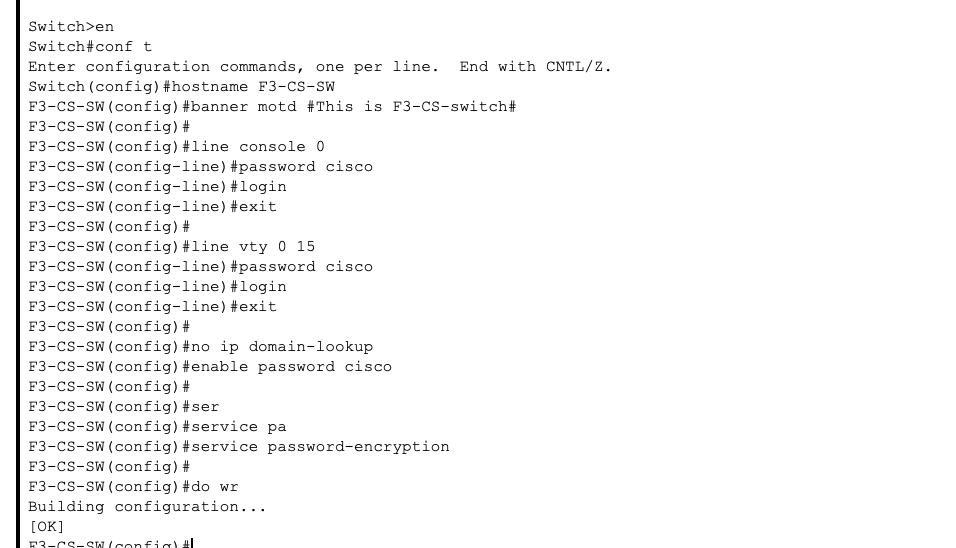 Switch>en
Switch#conf t
Enter configuration commands, one per line.  End with CNTL/Z.
Switch(config)#hostname F3-CS-SW
F3-CS-SW(config)#banner motd #This is F3-CS-switch#
F3-CS-SW(config)#
F3-CS-SW(config)#line console 0
F3-CS-SW(config-line)#password cisco
F3-CS-SW(config-line)#login
F3-CS-SW(config-line)#exit
F3-CS-SW(config)#
F3-CS-SW(config)#line vty 0 15
F3-CS-SW(config-line)#password cisco
F3-CS-SW(config-line)#login
F3-CS-SW(config-line)#exit
F3-CS-SW(config)#
F3-CS-SW(config)#no ip domain-lookup
F3-CS-SW(config)#enable password cisco
F3-CS-SW(config)#
F3-CS-SW(config)#ser
F3-CS-SW(config)#service pa
F3-CS-SW(config)#service password-encryption
F3-CS-SW(config)#
F3-CS-SW(config)#do wr
Building configuration...
[OK]
F3-CS-SW(config)#